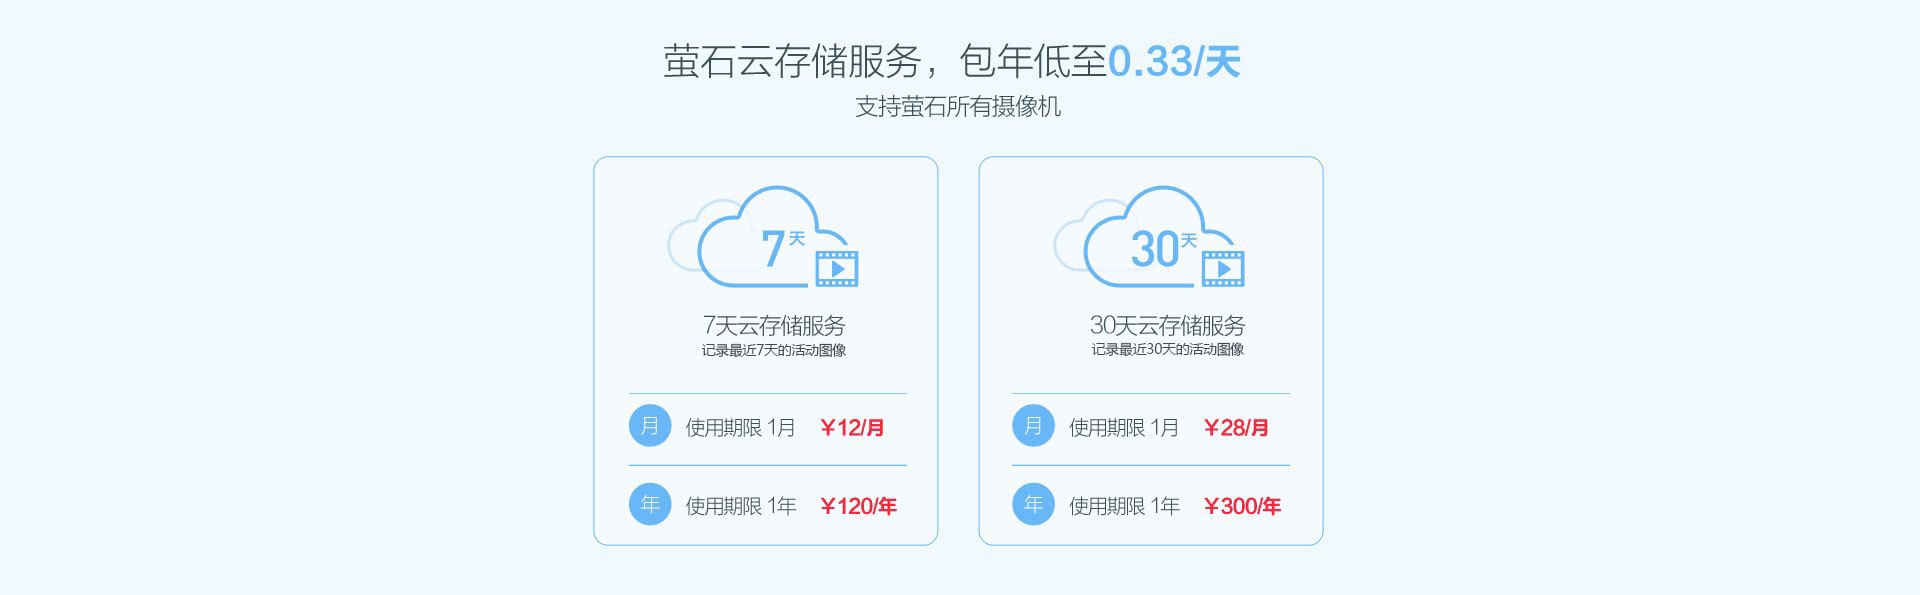 萤石云存储服务，包年低至0.33/天
支持萤石所有摄像机
7天
7天云存储服务
记录最近7天的活动图像
月 使用期限 1月 ¥12/月
年 使用期限 1年 ¥120/年
30天
30天云存储服务
记录最近30天的活动图像
月 使用期限 1月 ¥28/月
年 使用期限 1年 ¥300/年